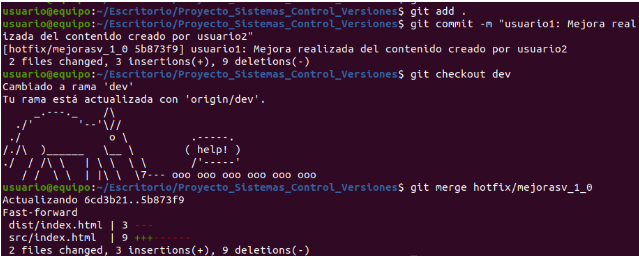 usuario@equipo:~/Escritorio/Proyecto_Sistemas_Control_Versiones$ git add .
usuario@equipo:~/Escritorio/Proyecto_Sistemas_Control_Versiones$ git commit -m "usuario1: Mejora real
izada del contenido creado por usuario2"
[hotfix/mejorasv_1_0 5b873f9] usuario1: Mejora realizada del contenido creado por usuario2
 2 files changed, 3 insertions(+), 9 deletions(-)
usuario@equipo:~/Escritorio/Proyecto_Sistemas_Control_Versiones$ git checkout dev
Cambiado a rama 'dev'
Tu rama está actualizada con 'origin/dev'.
     _.---._    /\
  ./'       '--'\//
 ./              o \          .-----.
/./\  )______   \__ \        ( help! )
./  / /\ \   | \ \  \ \       /'-----'
   / /  \ \  | |\ \  \7--- ooo ooo ooo ooo ooo ooo
usuario@equipo:~/Escritorio/Proyecto_Sistemas_Control_Versiones$ git merge hotfix/mejorasv_1_0
Actualizando 6cd3b21..5b873f9
Fast-forward
 dist/index.html | 3 ---
 src/index.html  | 9 +++------
 2 files changed, 3 insertions(+), 9 deletions(-)